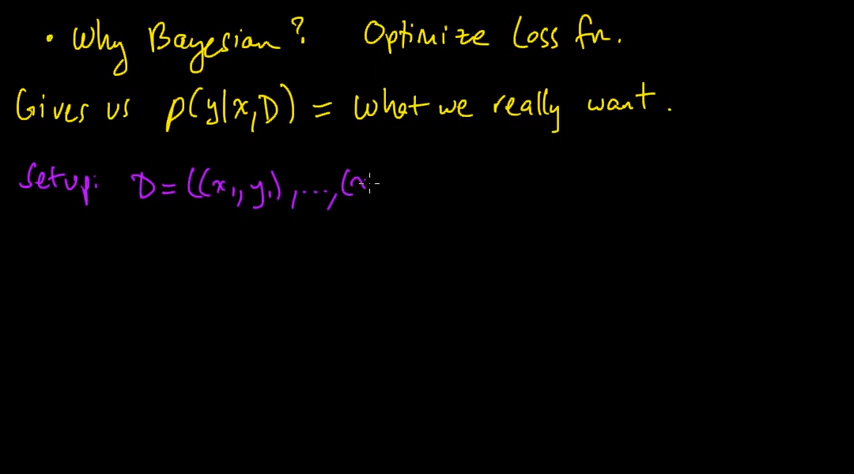 • Why Bayesian? Optimize Loss fn.
Gives us p(y|x,D) = what we really want.
Setup: D = ((x₁, y₁), ..., (x